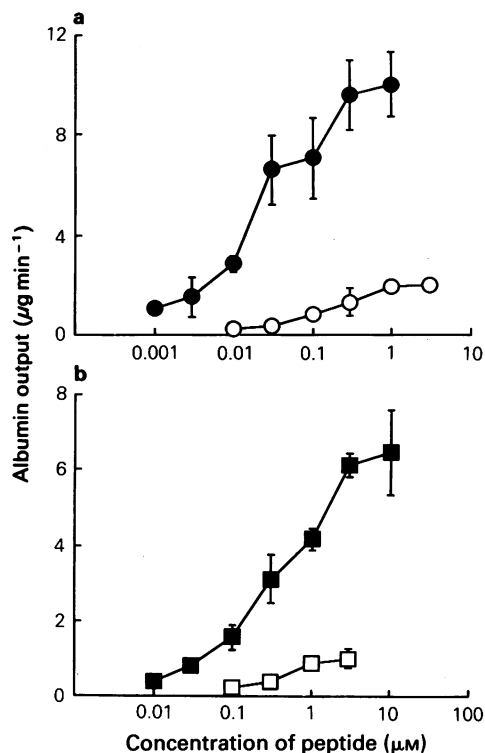 a
12
8
4
0
0.001 0.01 0.1 1 10
b
8
6
4
2
0
0.01 0.1 1 10 100
Albumin output (µg min⁻¹)
Concentration of peptide (µM)